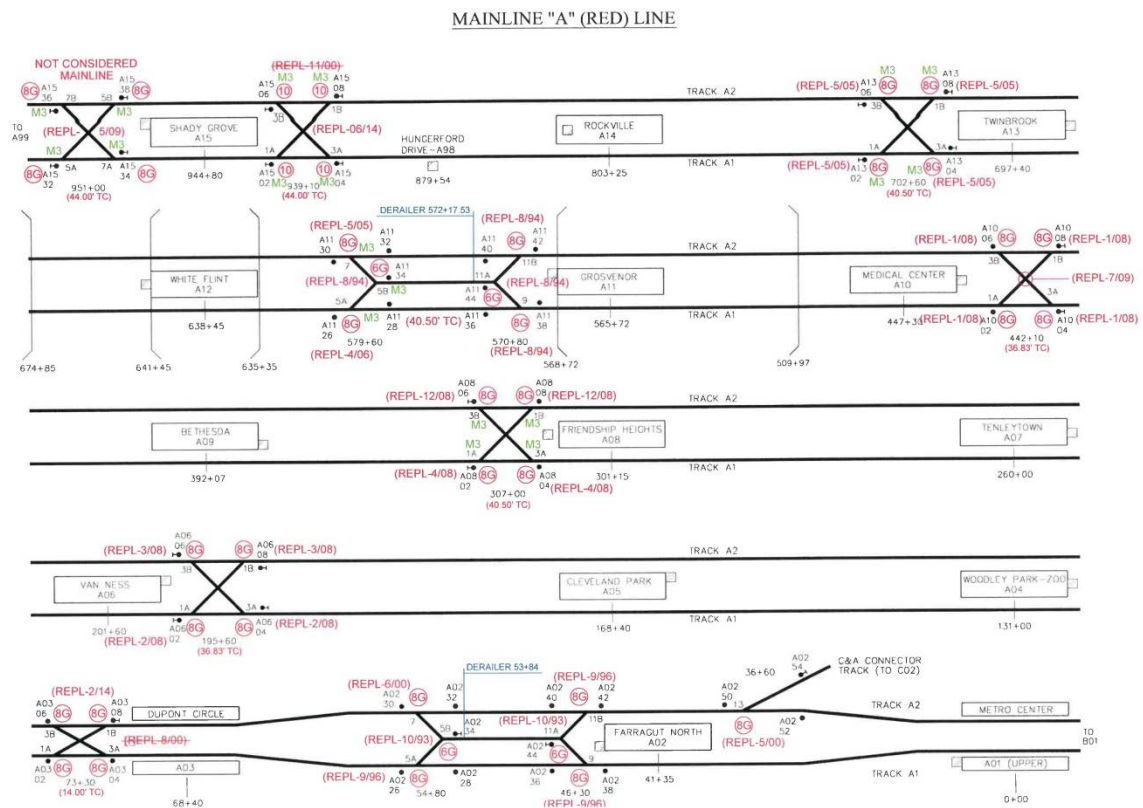 MAINLINE "A" (RED) LINE
NOT CONSIDERED
MAINLINE
(REPL-11/00)
8G
A15
36
7B
5B
A15
38
8G
M3
M3
A15
06
M3
10
M3
10
A15
08
3B
1B
TRACK A2
(REPL-5/05)
A13
06
M3
8G
M3
8G
A13
08
(REPL-5/05)
3B
1B
TO
A99
(REPL-
5/09)
SHADY GROVE
A15
(REPL-06/14)
HUNGERFORD
DRIVE-A98
ROCKVILLE
A14
TWINBROOK
A13
M3
M3
8G
A15
32
5A
7A
A15
34
8G
951+00
(44.00' TC)
944+80
1A
3A
A15
02
M3
10
10
M3
A15
04
939+10
(44.00' TC)
879+54
803+25
TRACK A1
(REPL-5/05)
1A
3A
A13
02
8G
M3
8G
M3
A13
04
(REPL-5/05)
702+60
(40.50' TC)
697+40
DERAILER 572+17.53
(REPL-5/05)
(REPL-8/94)
A11
30
8G
M3
A11
32
A11
40
8G
A11
42
7
11B
TRACK A2
(REPL-1/08)
A10
06
8G
8G
A10
08
(REPL-1/08)
3B
1B
WHITE FLINT
A12
(REPL-8/94)
6G
A11
34
11A
(REPL-8/94)
GROSVENOR
A11
MEDICAL CENTER
A10
(REPL-7/09)
5B
M3
A11
44
6G
5A
9
1A
3A
A11
26
8G
M3
A11
28
(40.50' TC)
A11
36
8G
A11
38
TRACK A1
(REPL-1/08)
A10
02
8G
8G
A10
04
(REPL-1/08)
(REPL-4/06)
579+60
570+80
(REPL-8/94)
638+45
565+72
447+30
442+10
(36.83' TC)
674+85
641+45
635+35
568+72
509+97
(REPL-12/08)
A08
06
8G
8G
A08
08
(REPL-12/08)
3B
1B
TRACK A2
M3
M3
BETHESDA
A09
FRIENDSHIP HEIGHTS
A08
TENLEYTOWN
A07
M3
M3
1A
3A
TRACK A1
(REPL-4/08)
A08
02
8G
8G
A08
04
(REPL-4/08)
392+07
307+00
(40.50' TC)
301+15
260+00
(REPL-3/08)
A06
06
8G
8G
A06
08
(REPL-3/08)
3B
1B
TRACK A2
VAN NESS
A06
CLEVELAND PARK
A05
WOODLEY PARK-ZOO
A04
1A
3A
TRACK A1
(REPL-2/08)
A06
02
8G
8G
A06
04
(REPL-2/08)
201+60
195+60
(36.83' TC)
168+40
131+00
DERAILER 53+84
C&A CONNECTOR
TRACK (TO C02)
(REPL-2/14)
(REPL-6/00)
(REPL-9/96)
36+60
A02
54
A03
06
8G
8G
A03
08
DUPONT CIRCLE
A02
30
8G
A02
32
A02
40
8G
A02
42
A02
50
13
8G
A02
52
TRACK A2
METRO CENTER
3B
1B
7
11B
(REPL-8/00)
5B
A02
34
(REPL-10/93)
11A
FARRAGUT NORTH
A02
(REPL-5/00)
TO
B01
(REPL-10/93)
6G
A02
44
6G
1A
3A
A03
A03
02
8G
8G
A03
04
73+30
(14.00' TC)
68+40
(REPL-9/96)
5A
A02
26
8G
A02
28
54+80
A02
36
9
8G
A02
38
46+30
(REPL-9/96)
41+35
TRACK A1
A01 (UPPER)
0+00